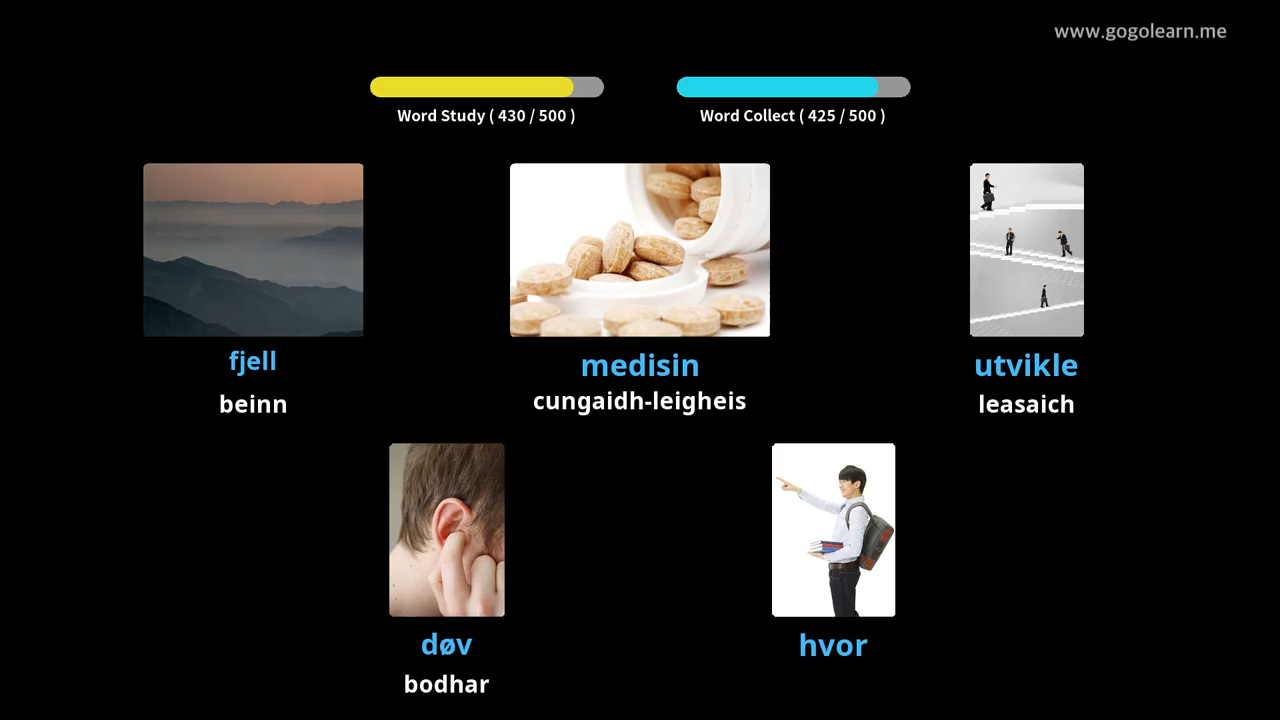 www.gogolearn.me
Word Study ( 430 / 500 )
Word Collect ( 425 / 500 )
fjell
beinn
medisin
cungaidh-leigheis
utvikle
leasaich
døv
bodhar
hvor